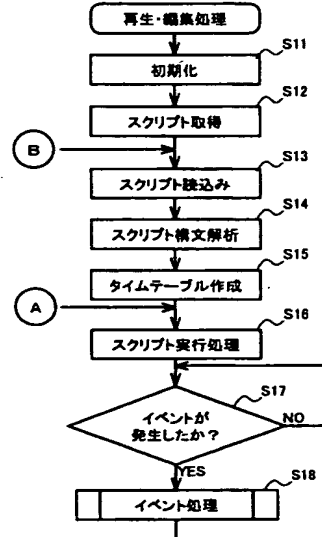 再生・編集処理
S11
初期化
S12
スクリプト取得
B
S13
スクリプト読込み
S14
スクリプト構文解析
S15
タイムテーブル作成
A
S16
スクリプト実行処理
S17
イベントが
発生したか?
NO
YES
S18
イベント処理